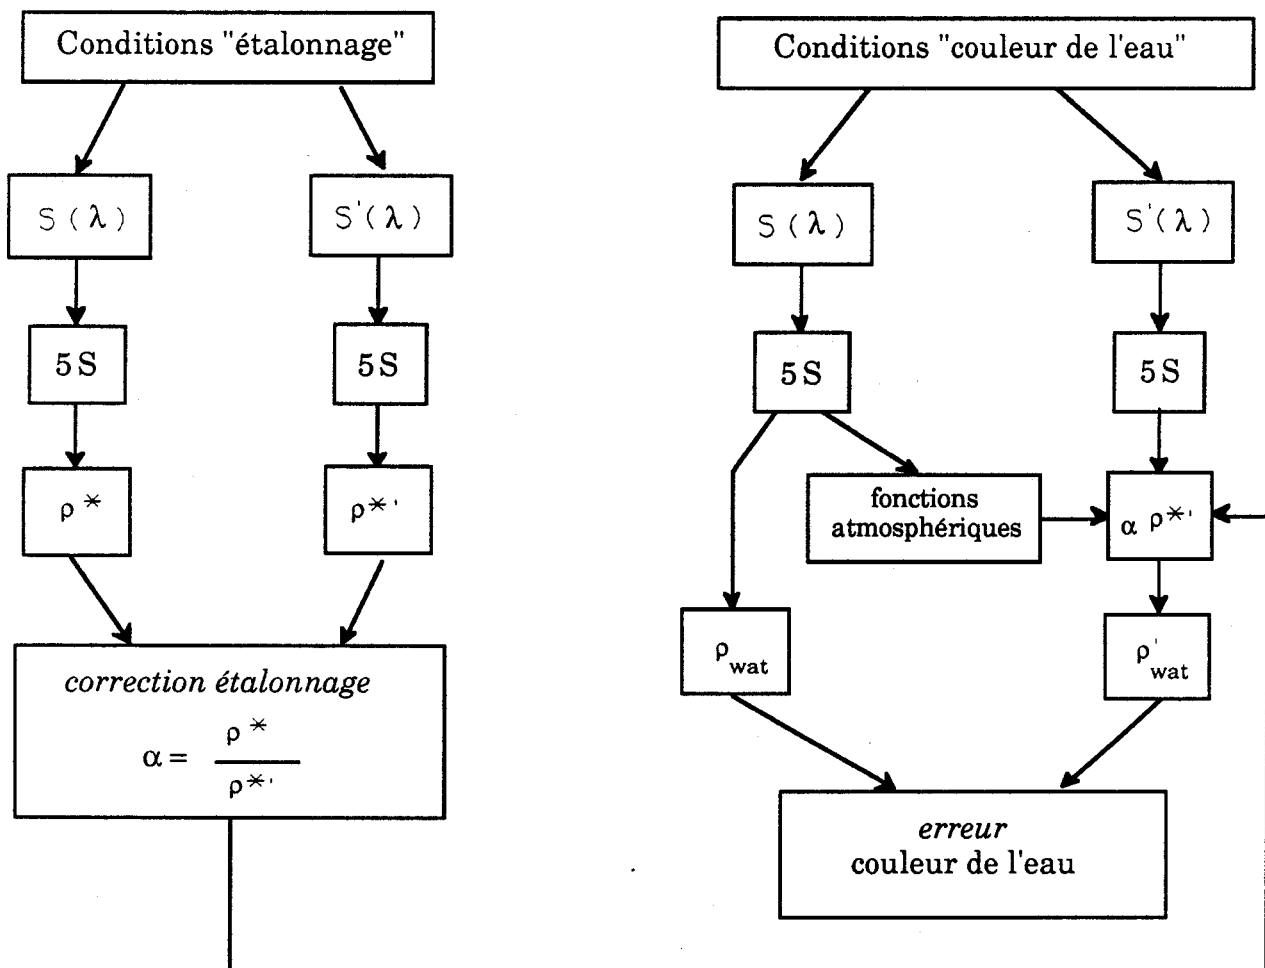 Conditions "étalonnage"
S(λ)
S'(λ)
5S
5S
ρ*
ρ*'
correction étalonnage
α = ρ* / ρ*'
Conditions "couleur de l'eau"
S(λ)
S'(λ)
5S
5S
fonctions
atmosphériques
α ρ*'
ρwat
ρ'wat
erreur
couleur de l'eau